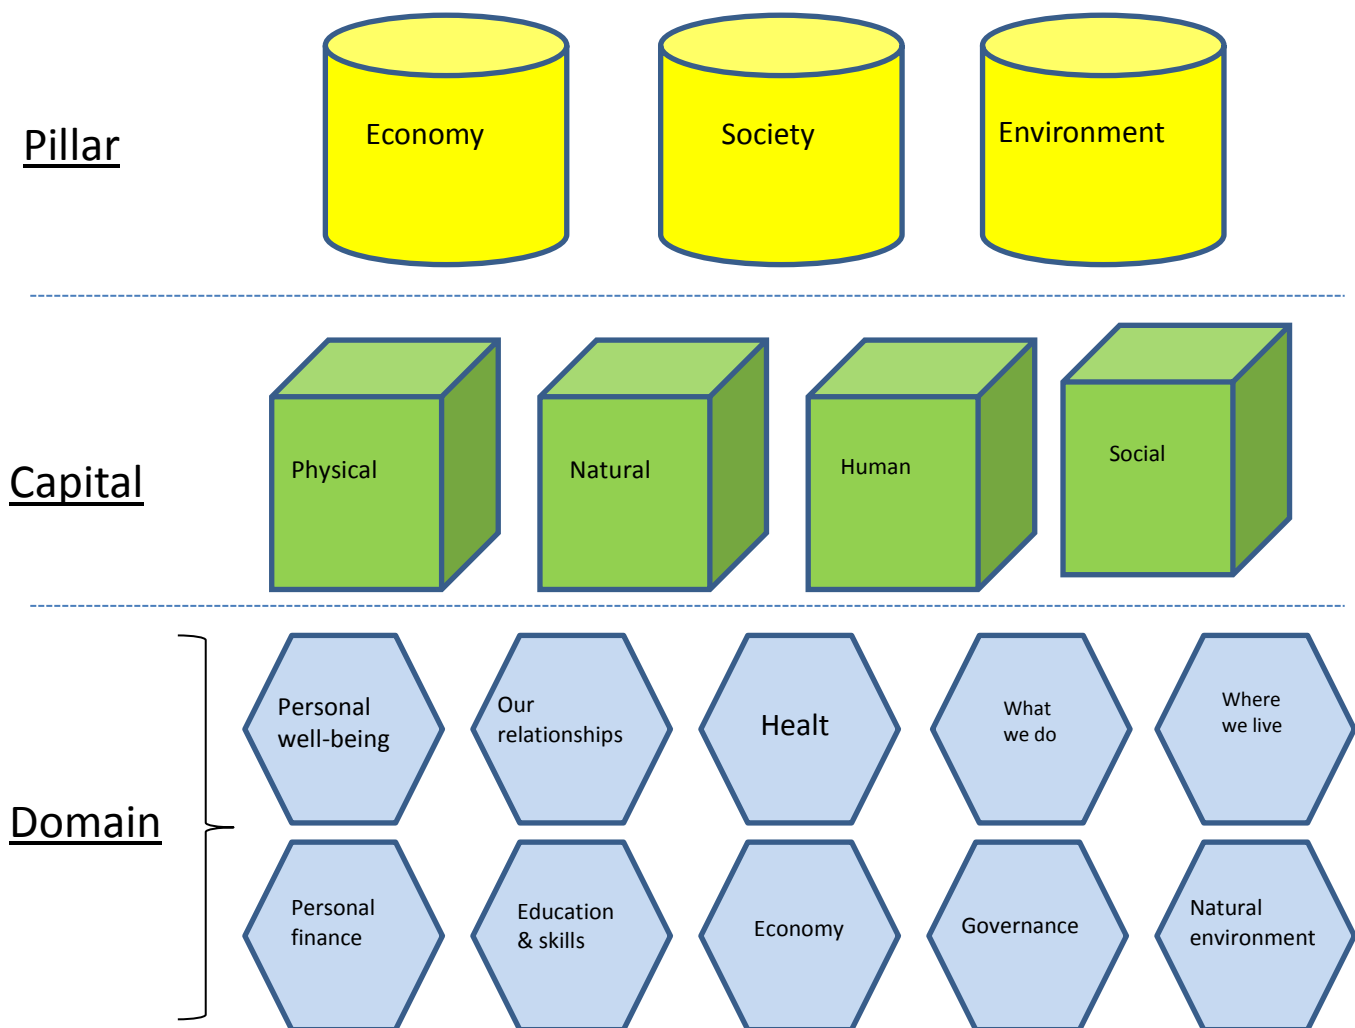 Pillar
Economy
Society
Environment
Capital
Physical
Natural
Human
Social
Domain
Personal
well-being
Our
relationships
Healt
What
we do
Where
we live
Personal
finance
Education
& skills
Economy
Governance
Natural
environment